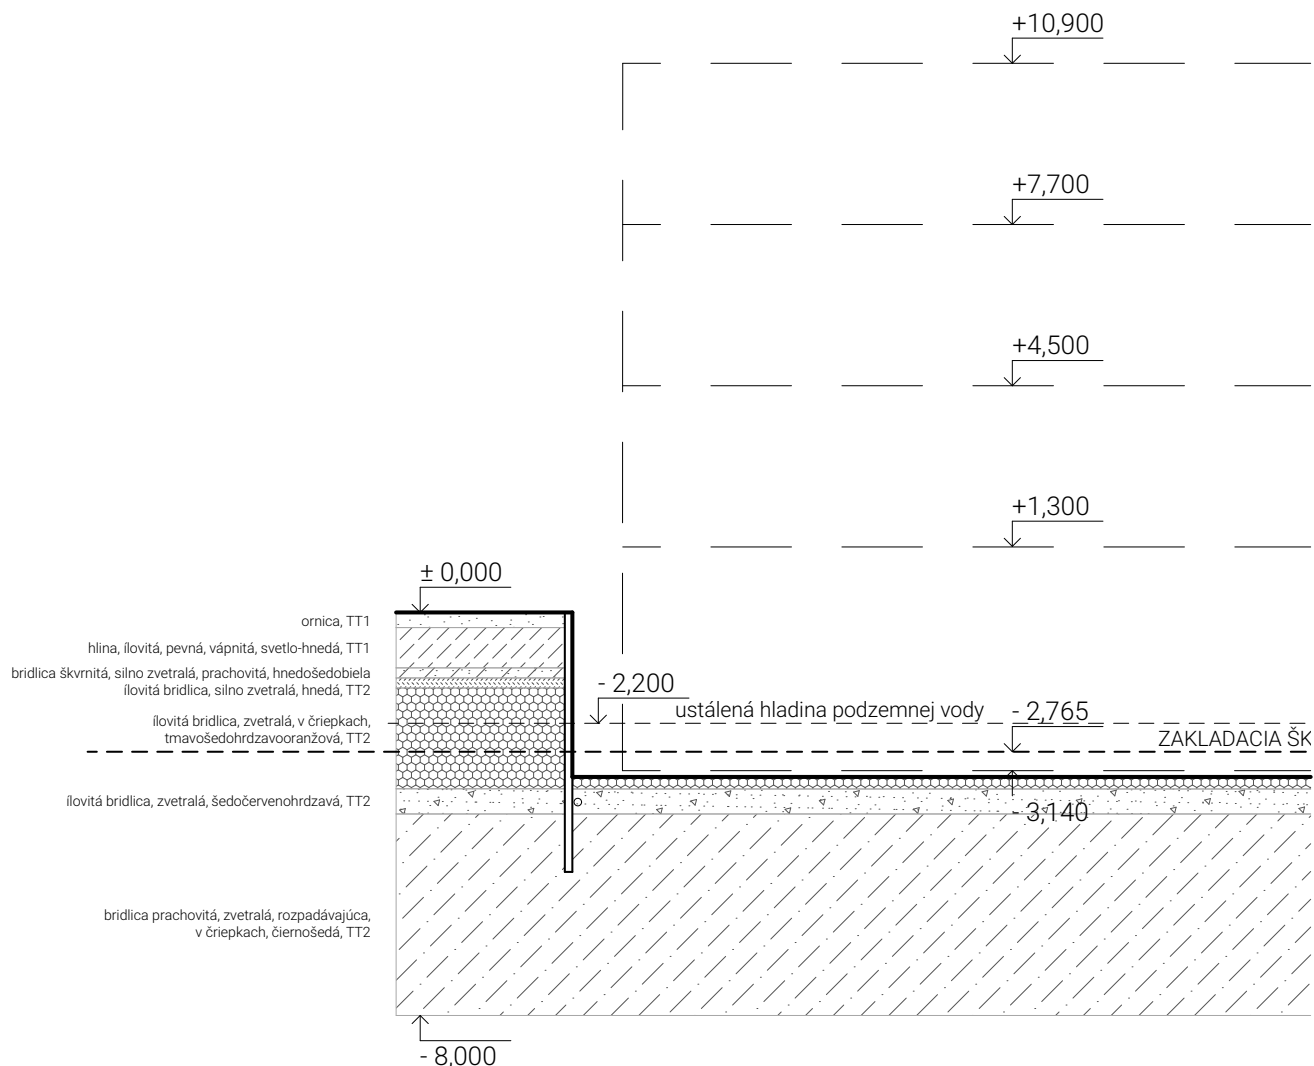 +10,900
+7,700
+4,500
+1,300
± 0,000
ornica, TT1
hlina, ílovitá, pevná, vápnitá, svetlo-hnedá, TT1
bridlica škvrnitá, silno zvetralá, prachovitá, hnedošedobiela
ílovitá bridlica, silno zvetralá, hnedá, TT2
- 2,200
ustálená hladina podzemnej vody
- 2,765
ílovitá bridlica, zvetralá, v čriepkach,
tmavošedohrdzavooranžová, TT2
ZAKLADACIA ŠK
ílovitá bridlica, zvetralá, šedočervenohrdzavá, TT2
- 3,140
bridlica prachovitá, zvetralá, rozpadávajúca,
v čriepkach, čiernošedá, TT2
- 8,000